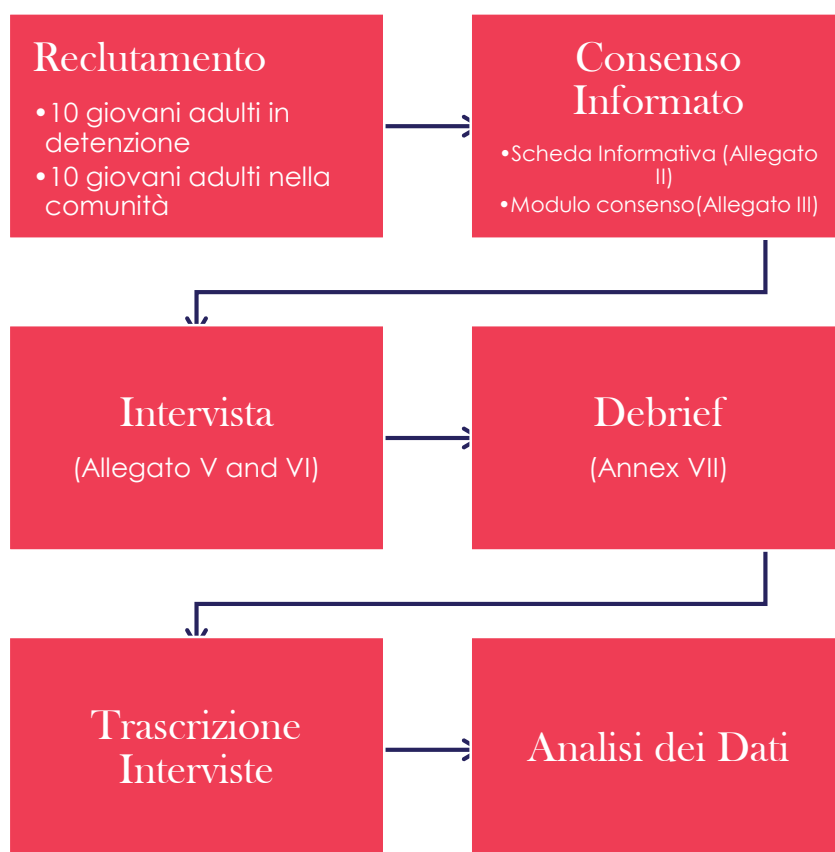 Reclutamento
•10 giovani adulti in
detenzione
•10 giovani adulti nella
comunità
Consenso
Informato
•Scheda Informativa (Allegato
II)
•Modulo consenso(Allegato III)
Intervista
(Allegato V and VI)
Debrief
(Annex VII)
Trascrizione
Interviste
Analisi dei Dati